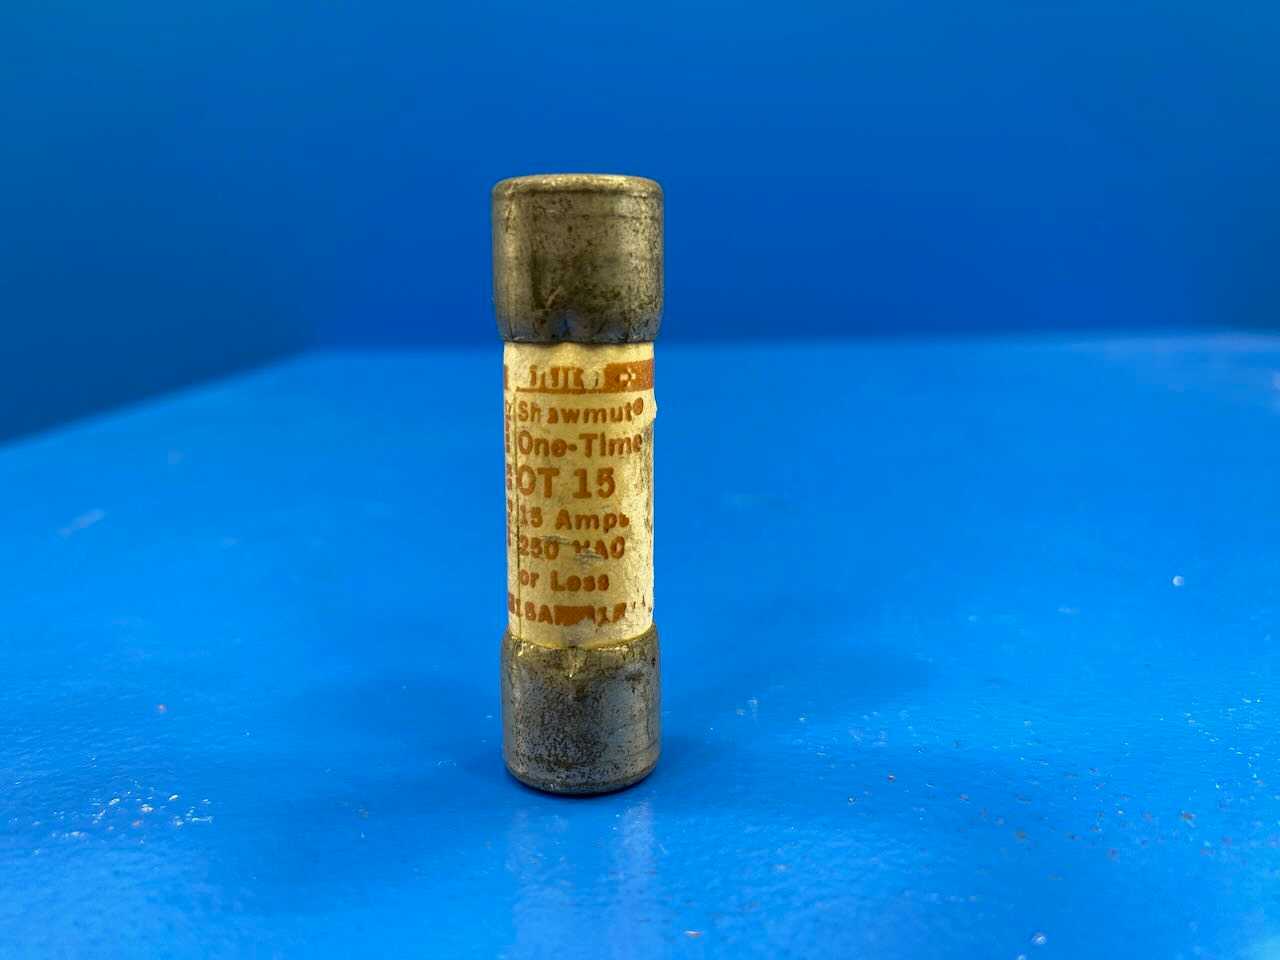 Shawmut®
One-Time
OT 15
15 Amps
250 VAC
or Less